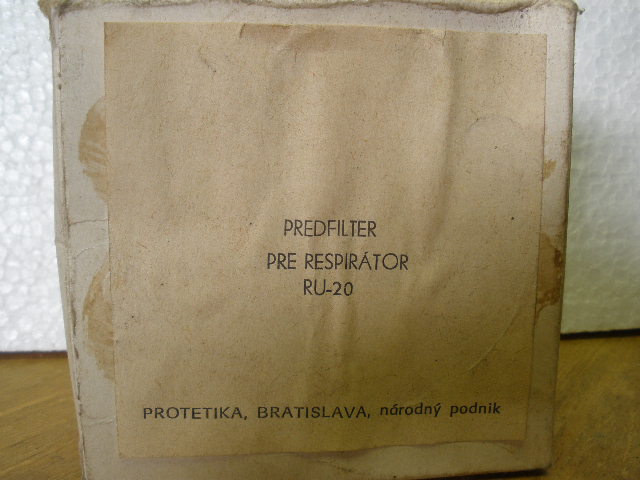 PREDFILTER
PRE RESPIRÁTOR
RU-20
PROTETIKA, BRATISLAVA, národný podnik